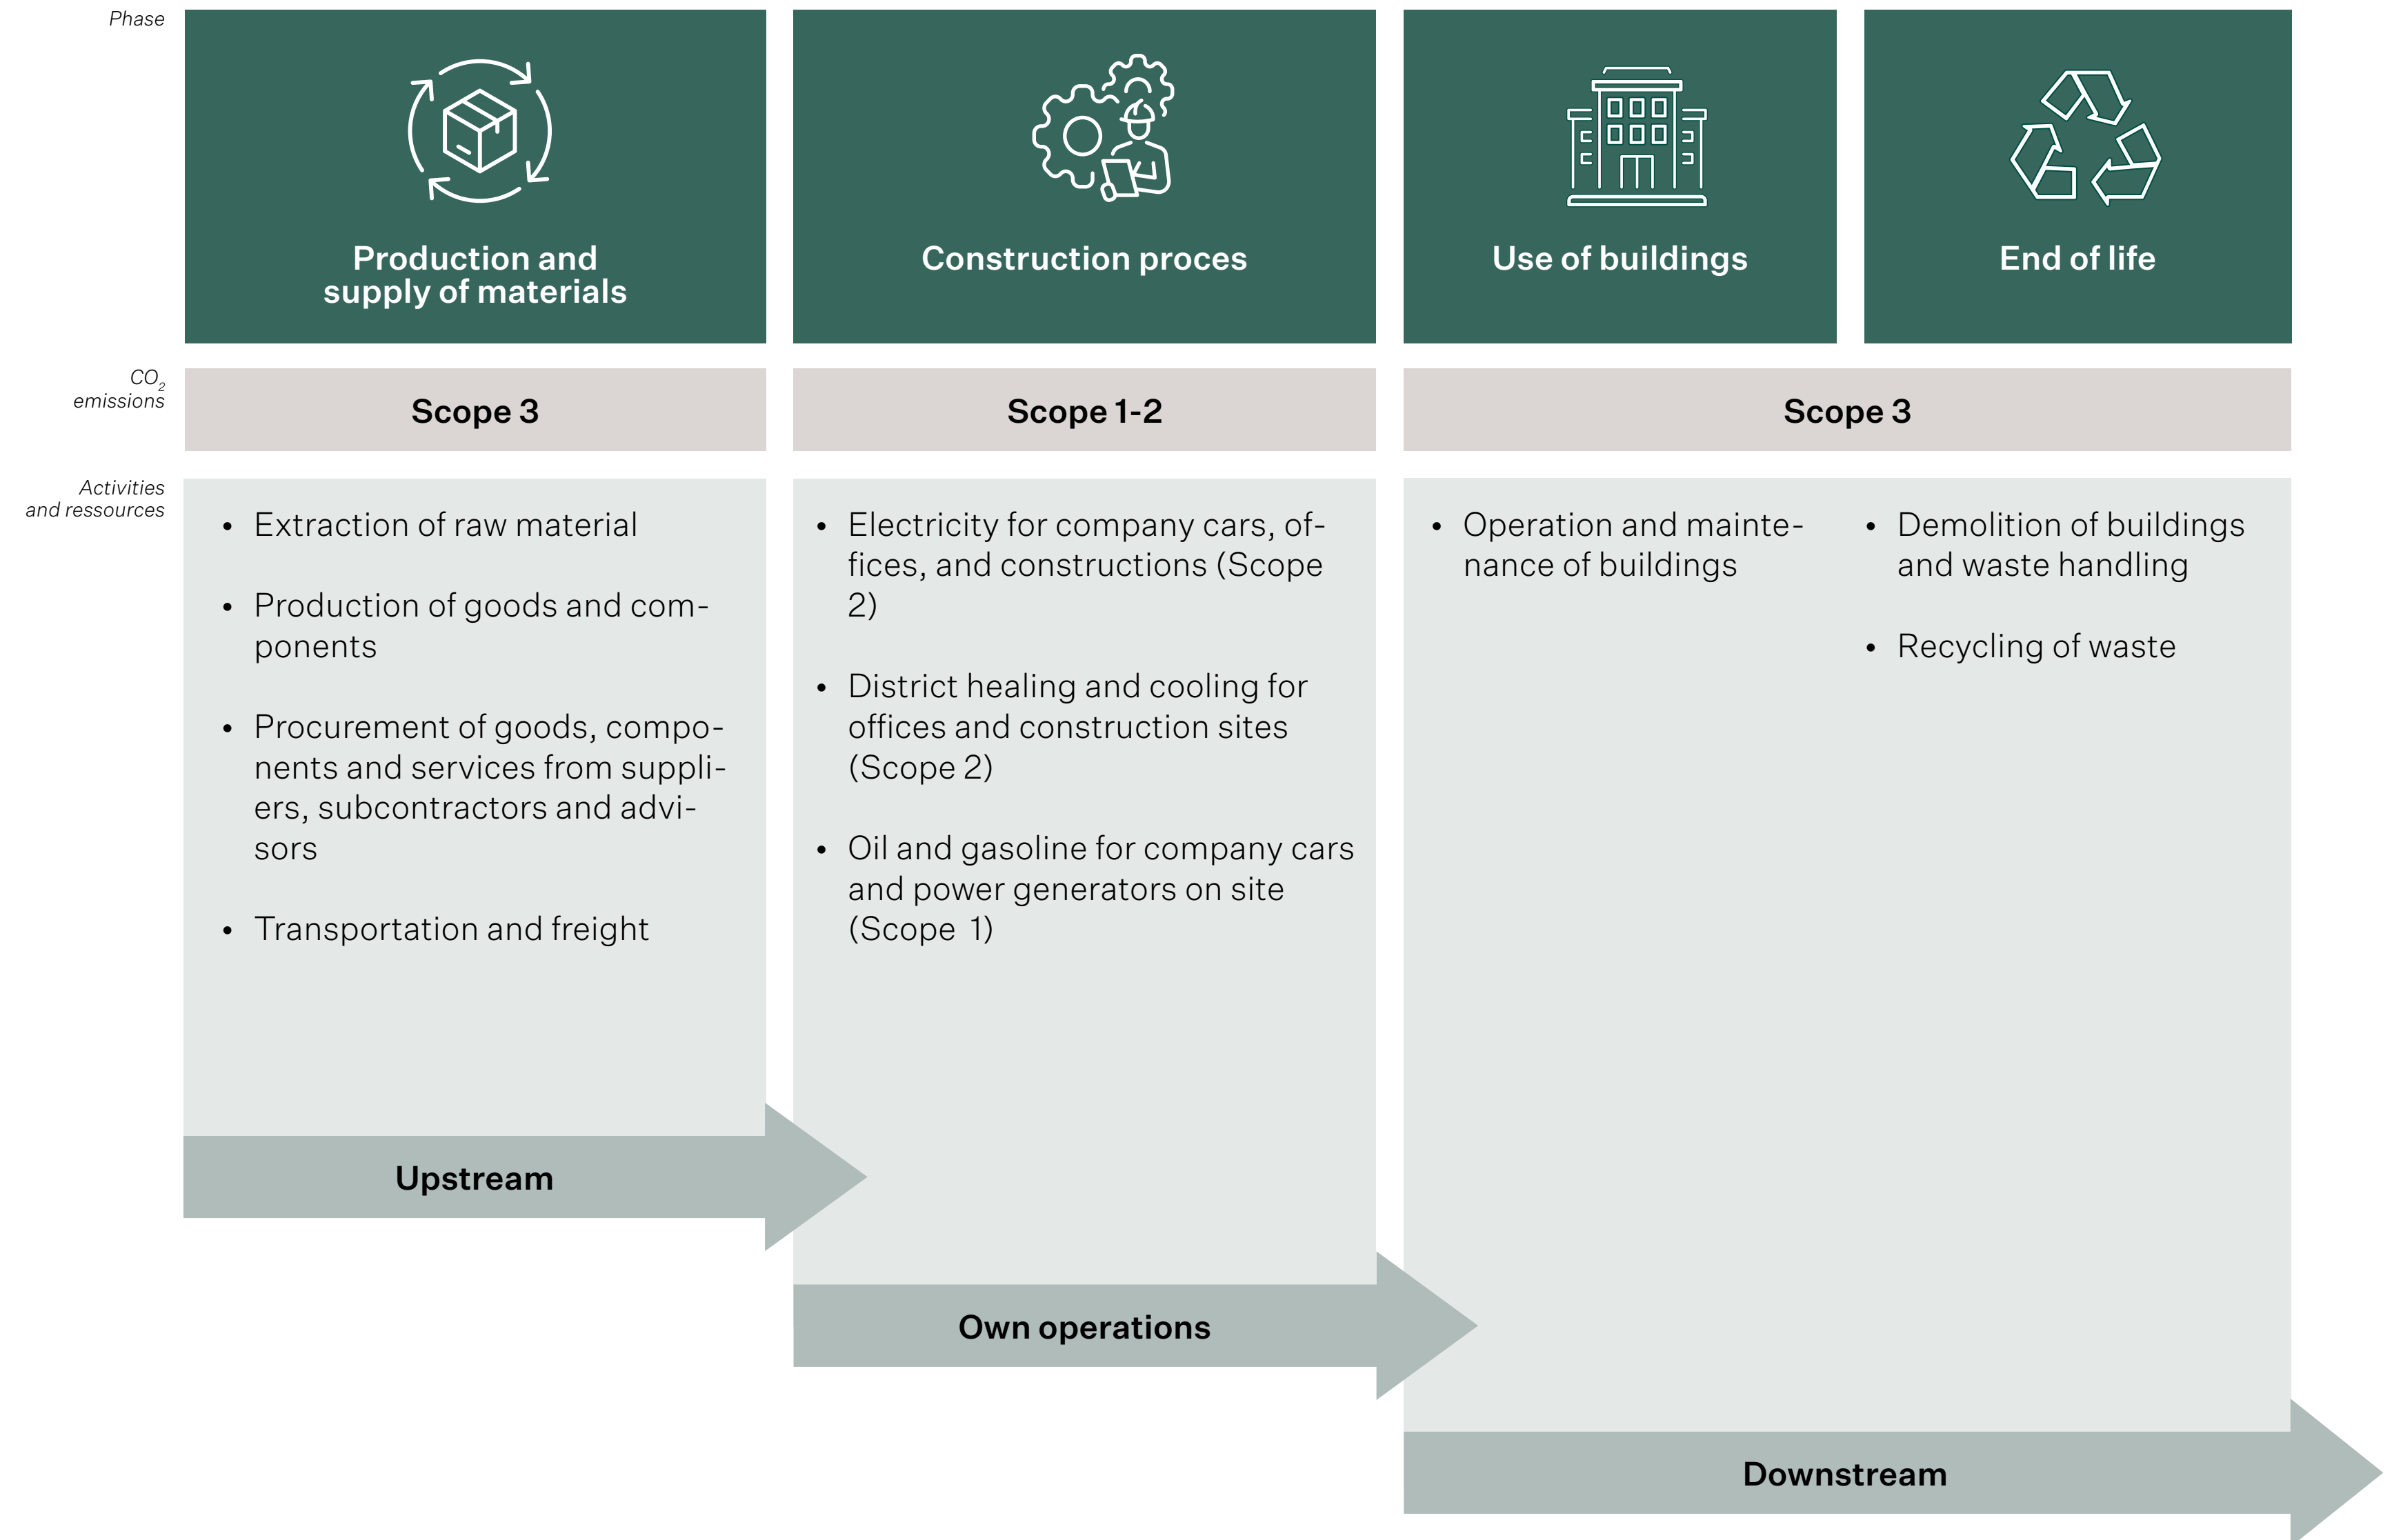 Phase
Production and
supply of materials
Construction proces
Use of buildings
End of life
CO₂
emissions
Scope 3
Scope 1-2
Scope 3
Activities
and ressources
• Extraction of raw material
• Production of goods and com-
ponents
• Procurement of goods, compo-
nents and services from suppli-
ers, subcontractors and advi-
sors
• Transportation and freight
• Electricity for company cars, of-
fices, and constructions (Scope
2)
• District healing and cooling for
offices and construction sites
(Scope 2)
• Oil and gasoline for company cars
and power generators on site
(Scope 1)
• Operation and mainte-
nance of buildings
• Demolition of buildings
and waste handling
• Recycling of waste
Upstream
Own operations
Downstream